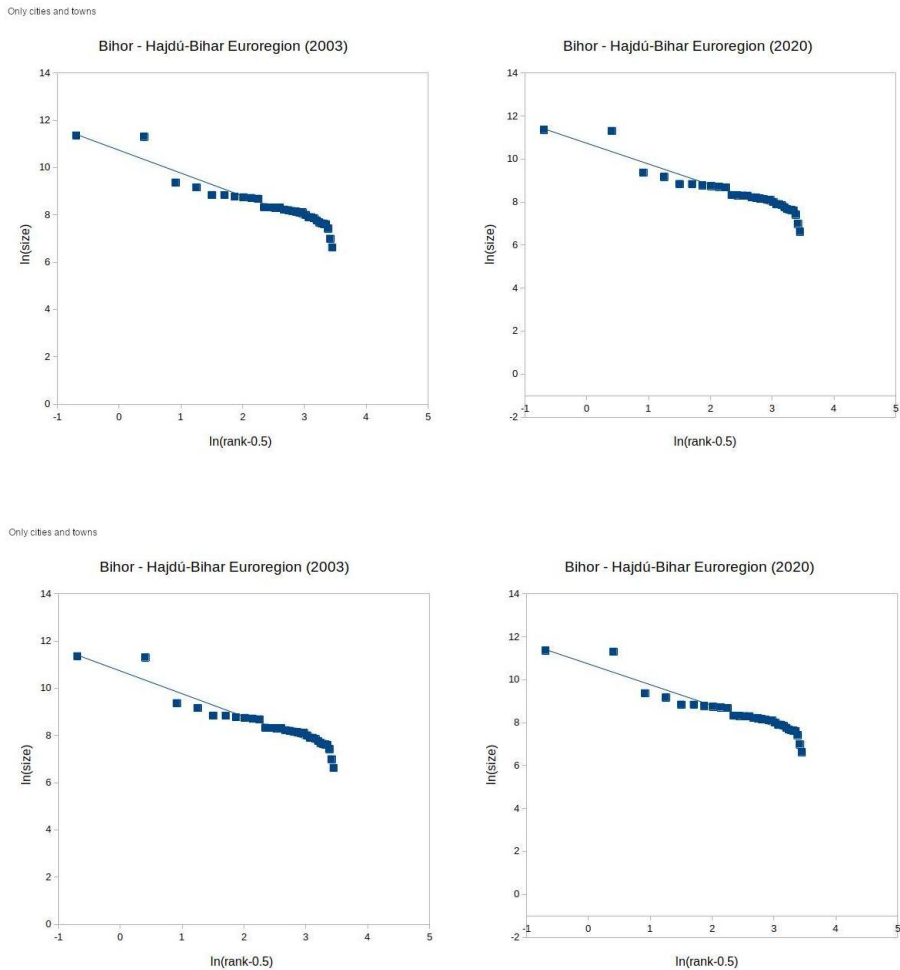 Only cities and towns
Bihor - Hajdú-Bihar Euroregion (2003)
14
12
10
8
6
4
2
0
ln(size)
-1 0 1 2 3 4 5
ln(rank-0.5)
Bihor - Hajdú-Bihar Euroregion (2020)
14
12
10
8
6
4
2
0
-2
ln(size)
-1 0 1 2 3 4 5
ln(rank-0.5)
Only cities and towns
Bihor - Hajdú-Bihar Euroregion (2003)
14
12
10
8
6
4
2
0
ln(size)
-1 0 1 2 3 4 5
ln(rank-0.5)
Bihor - Hajdú-Bihar Euroregion (2020)
14
12
10
8
6
4
2
0
-2
ln(size)
-1 0 1 2 3 4 5
ln(rank-0.5)